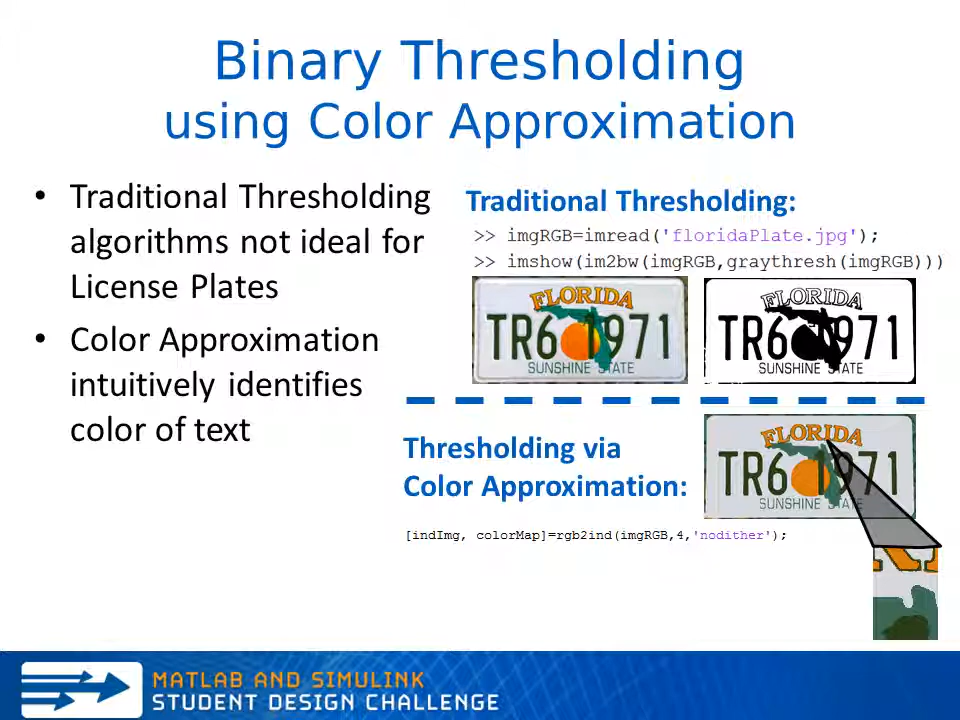 Binary Thresholding
using Color Approximation
• Traditional Thresholding
algorithms not ideal for
License Plates
• Color Approximation
intuitively identifies
color of text
Traditional Thresholding:
>> imgRGB=imread('floridaPlate.jpg');
>> imshow(im2bw(imgRGB,graythresh(imgRGB)))
FLORIDA
TR6 1971
SUNSHINE STATE
FLORIDA
TR6 971
SUNSHINE STATE
Thresholding via
Color Approximation:
FLORIDA
TR6 1971
SUNSHINE STATE
[indImg, colorMap]=rgb2ind(imgRGB,4,'nodither');
MATLAB AND SIMULINK
STUDENT DESIGN CHALLENGE